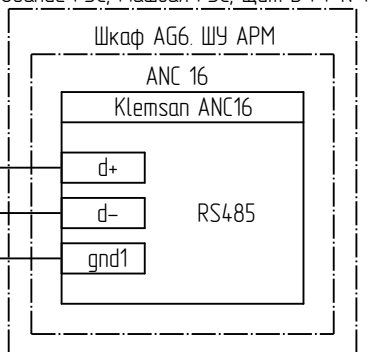 Шкаф AG6. ШУ АРМ
ANC 16
Klemsan ANC16
d+
d-
RS485
gnd1